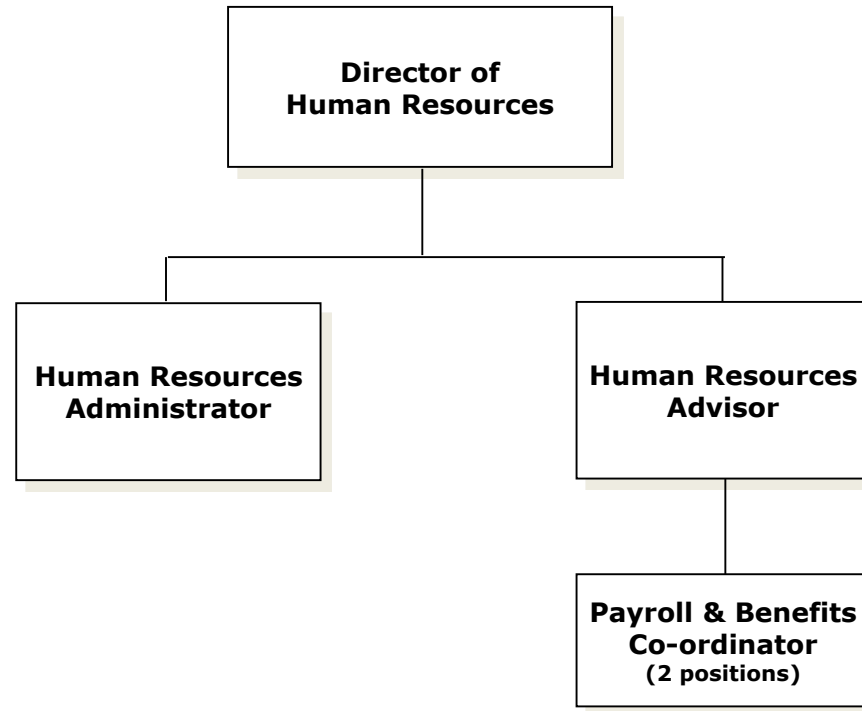 Director of
Human Resources
Human Resources
Administrator
Human Resources
Advisor
Payroll & Benefits
Co-ordinator
(2 positions)